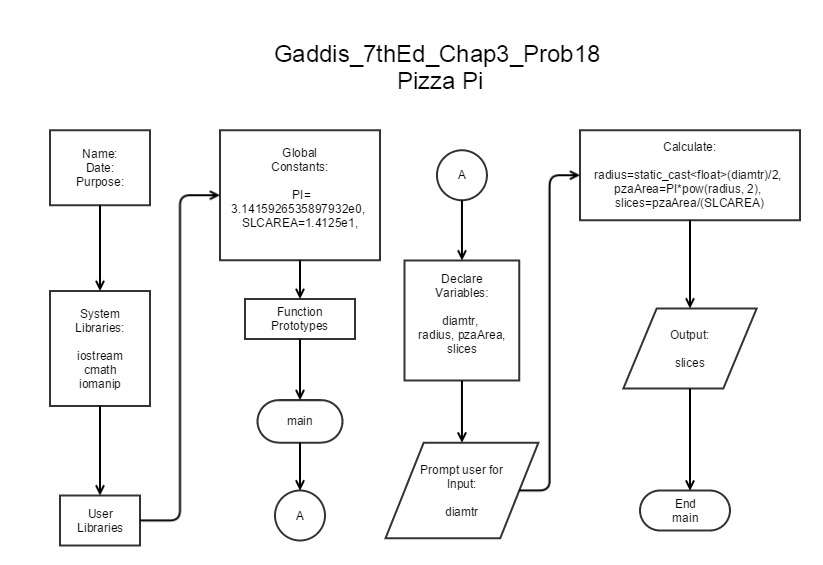 Gaddis_7thEd_Chap3_Prob18
Pizza Pi
Name:
Date:
Purpose:
System
Libraries:
iostream
cmath
iomanip
User
Libraries
Global
Constants:
PI=
3.1415926535897932e0,
SLCAREA=1.4125e1,
Function
Prototypes
main
A
A
Declare
Variables:
diamtr,
radius, pzaArea,
slices
Prompt user for
Input:
diamtr
Calculate:
radius=static_cast<float>(diamtr)/2,
pzaArea=PI*pow(radius, 2),
slices=pzaArea/(SLCAREA)
Output:
slices
End
main